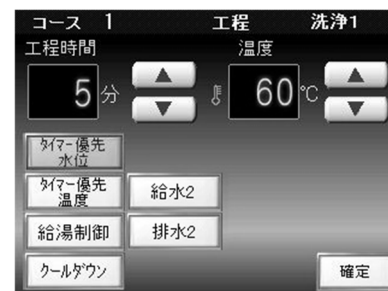 コース 1 工程 洗浄1
工程時間 温度
5 分 60 ℃
タイマー優先
水位
タイマー優先
温度 給水2
給湯制御 排水2
クールダウン 確定